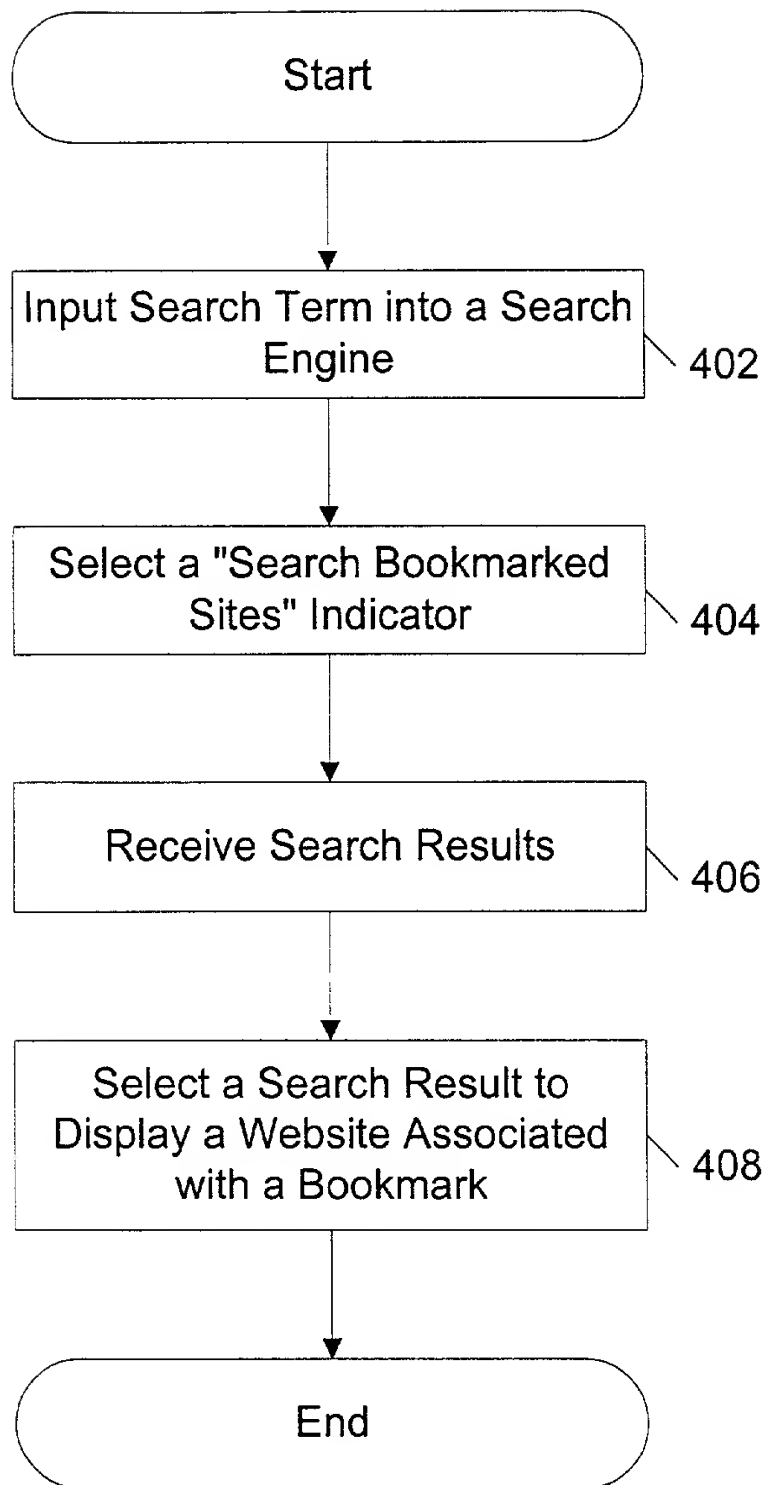 Start
Input Search Term into a Search
Engine
402
Select a "Search Bookmarked
Sites" Indicator
404
Receive Search Results
406
Select a Search Result to
Display a Website Associated
with a Bookmark
408
End